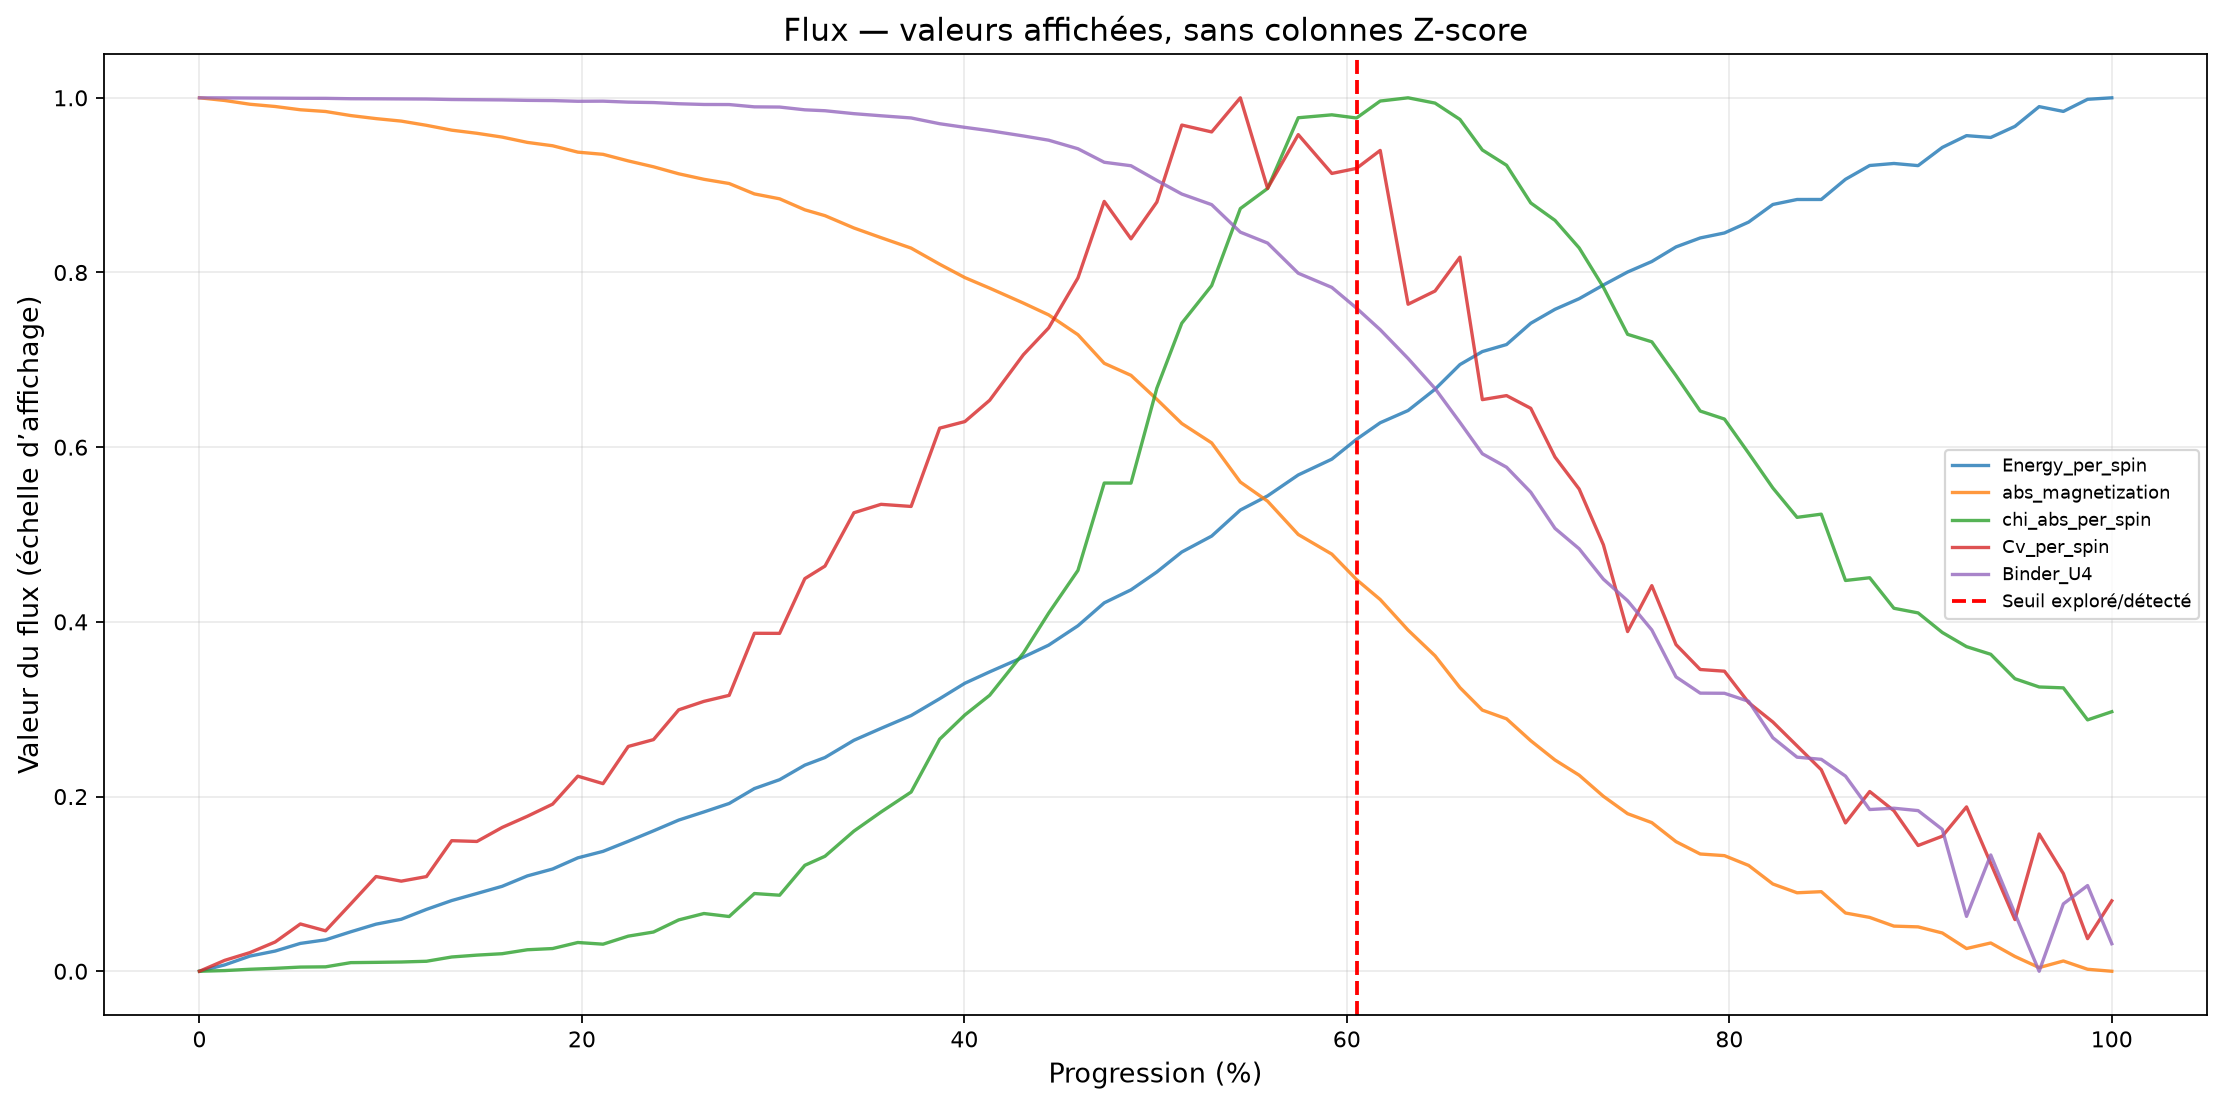 Flux — valeurs affichées, sans colonnes Z-score
Valeur du flux (échelle d’affichage)
1.0
0.8
0.6
0.4
0.2
0.0
Energy_per_spin
abs_magnetization
chi_abs_per_spin
Cv_per_spin
Binder_U4
Seuil exploré/détecté
0 20 40 60 80 100
Progression (%)